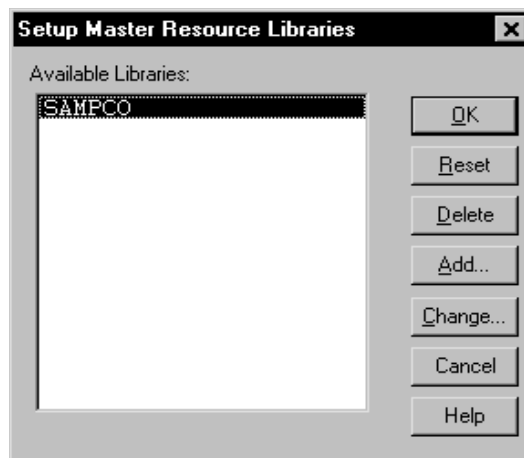 Setup Master Resource Libraries
Available Libraries:
SAMPCO
OK
Reset
Delete
Add...
Change...
Cancel
Help